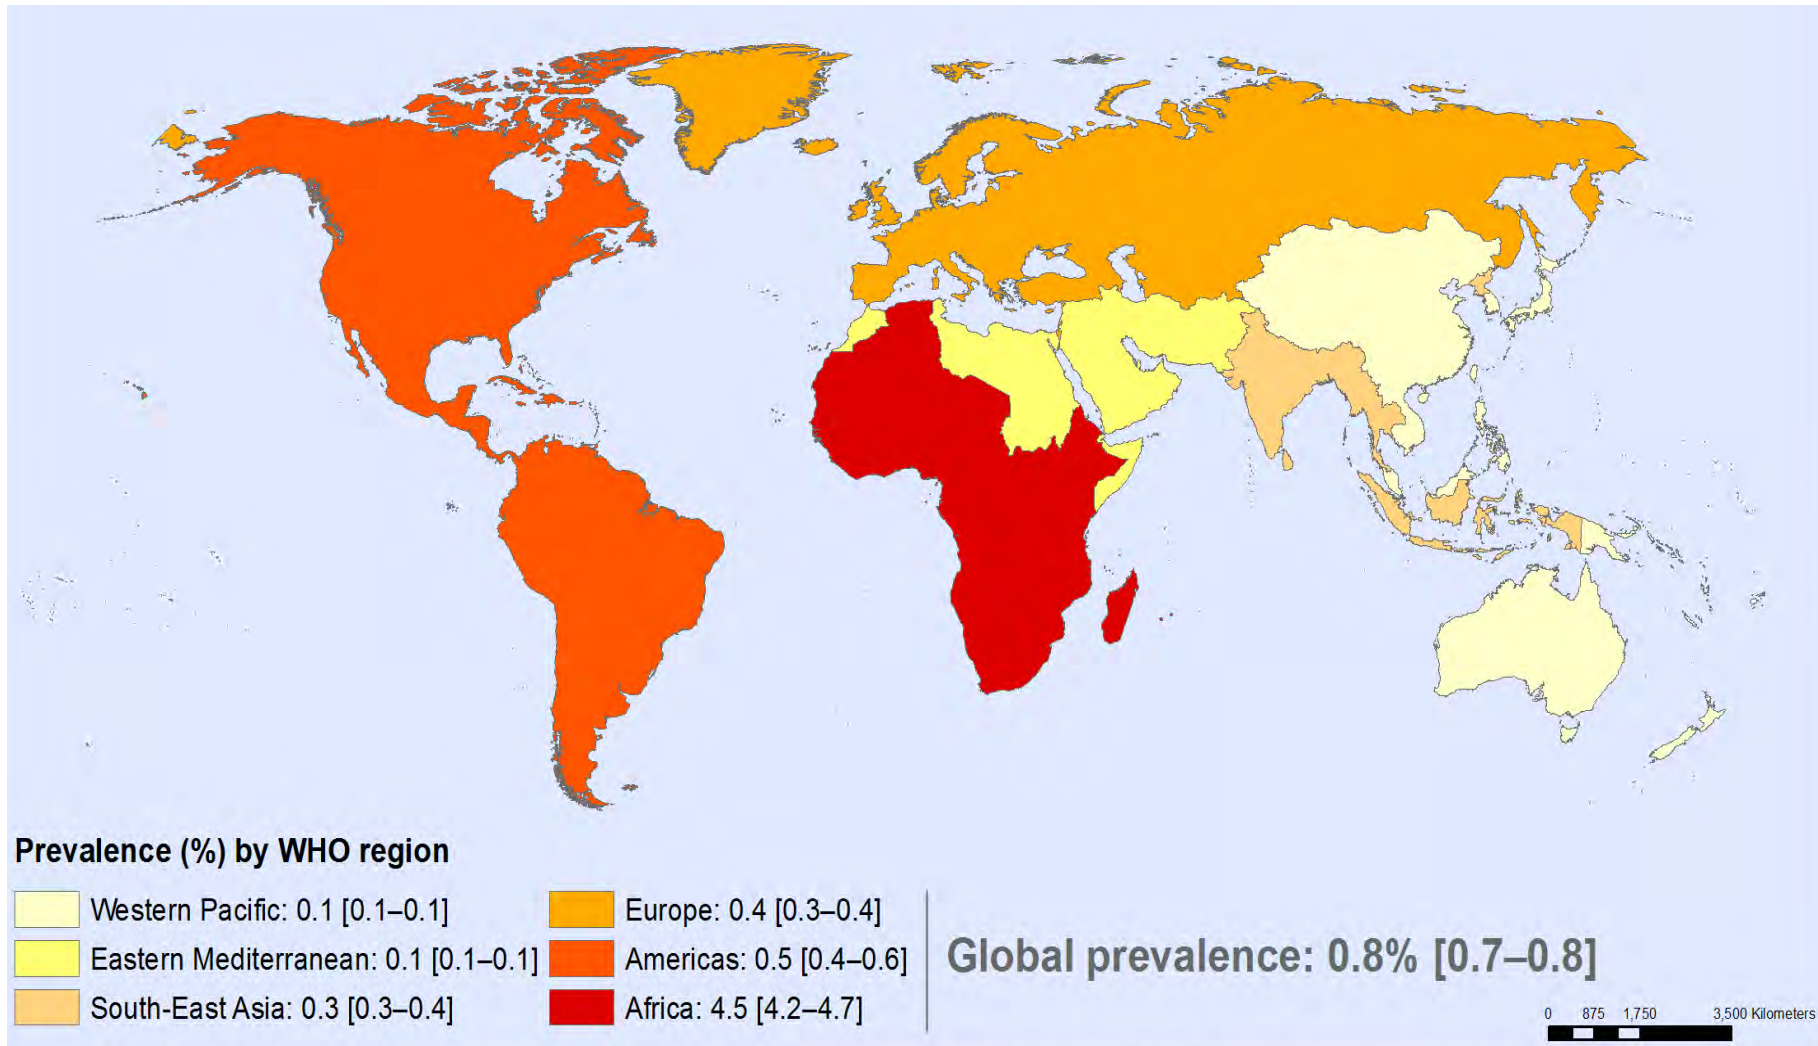 Prevalence (%) by WHO region
Western Pacific: 0.1 [0.1–0.1]
Eastern Mediterranean: 0.1 [0.1–0.1]
South-East Asia: 0.3 [0.3–0.4]
Europe: 0.4 [0.3–0.4]
Americas: 0.5 [0.4–0.6]
Africa: 4.5 [4.2–4.7]
Global prevalence: 0.8% [0.7–0.8]
0 875 1,750 3,500 Kilometers